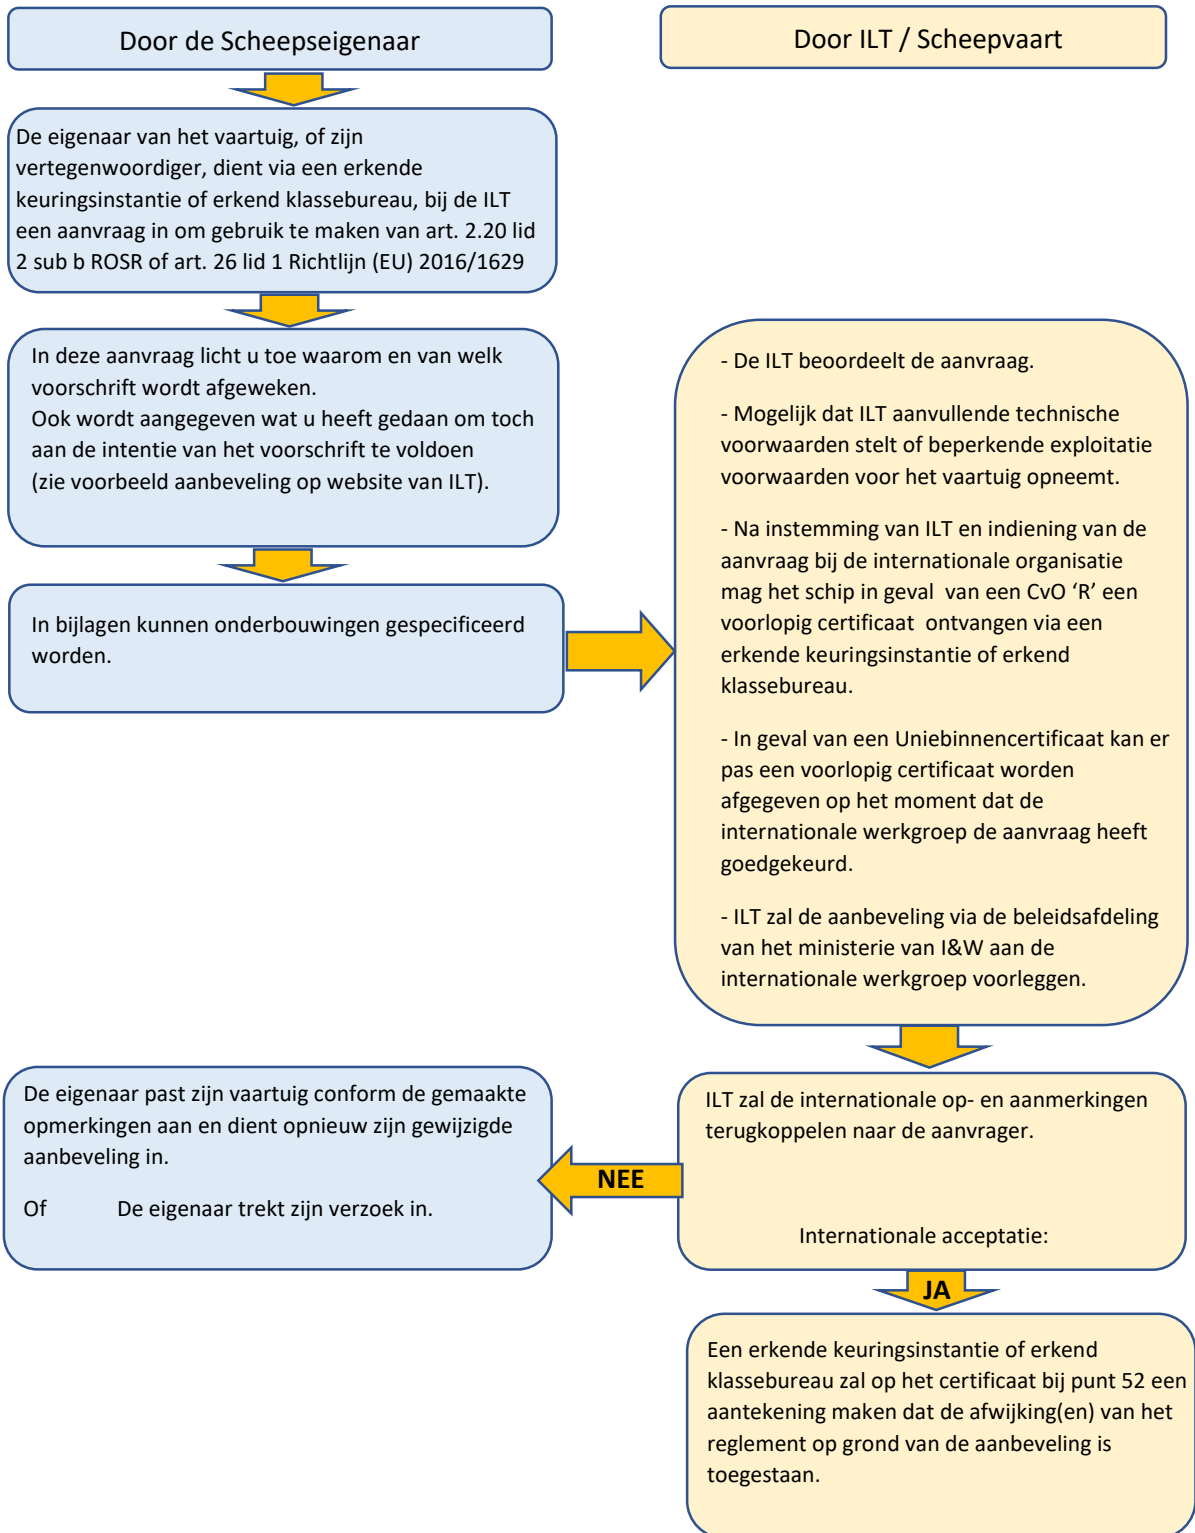 Door de Scheepseigenaar
Door ILT / Scheepvaart
De eigenaar van het vaartuig, of zijn
vertegenwoordiger, dient via een erkende
keuringsinstantie of erkend klassebureau, bij de ILT
een aanvraag in om gebruik te maken van art. 2.20 lid
2 sub b ROSR of art. 26 lid 1 Richtlijn (EU) 2016/1629
In deze aanvraag licht u toe waarom en van welk
voorschrift wordt afgeweken.
Ook wordt aangegeven wat u heeft gedaan om toch
aan de intentie van het voorschrift te voldoen
(zie voorbeeld aanbeveling op website van ILT).
In bijlagen kunnen onderbouwingen gespecificeerd
worden.
- De ILT beoordeelt de aanvraag.
- Mogelijk dat ILT aanvullende technische
voorwaarden stelt of beperkende exploitatie
voorwaarden voor het vaartuig opneemt.
- Na instemming van ILT en indiening van de
aanvraag bij de internationale organisatie
mag het schip in geval van een CvO ‘R’ een
voorlopig certificaat ontvangen via een
erkende keuringsinstantie of erkend
klassebureau.
- In geval van een Uniebinnencertificaat kan er
pas een voorlopig certificaat worden
afgegeven op het moment dat de
internationale werkgroep de aanvraag heeft
goedgekeurd.
- ILT zal de aanbeveling via de beleidsafdeling
van het ministerie van I&W aan de
internationale werkgroep voorleggen.
ILT zal de internationale op- en aanmerkingen
terugkoppelen naar de aanvrager.
Internationale acceptatie:
NEE
De eigenaar past zijn vaartuig conform de gemaakte
opmerkingen aan en dient opnieuw zijn gewijzigde
aanbeveling in.
Of De eigenaar trekt zijn verzoek in.
JA
Een erkende keuringsinstantie of erkend
klassebureau zal op het certificaat bij punt 52 een
aantekening maken dat de afwijking(en) van het
reglement op grond van de aanbeveling is
toegestaan.